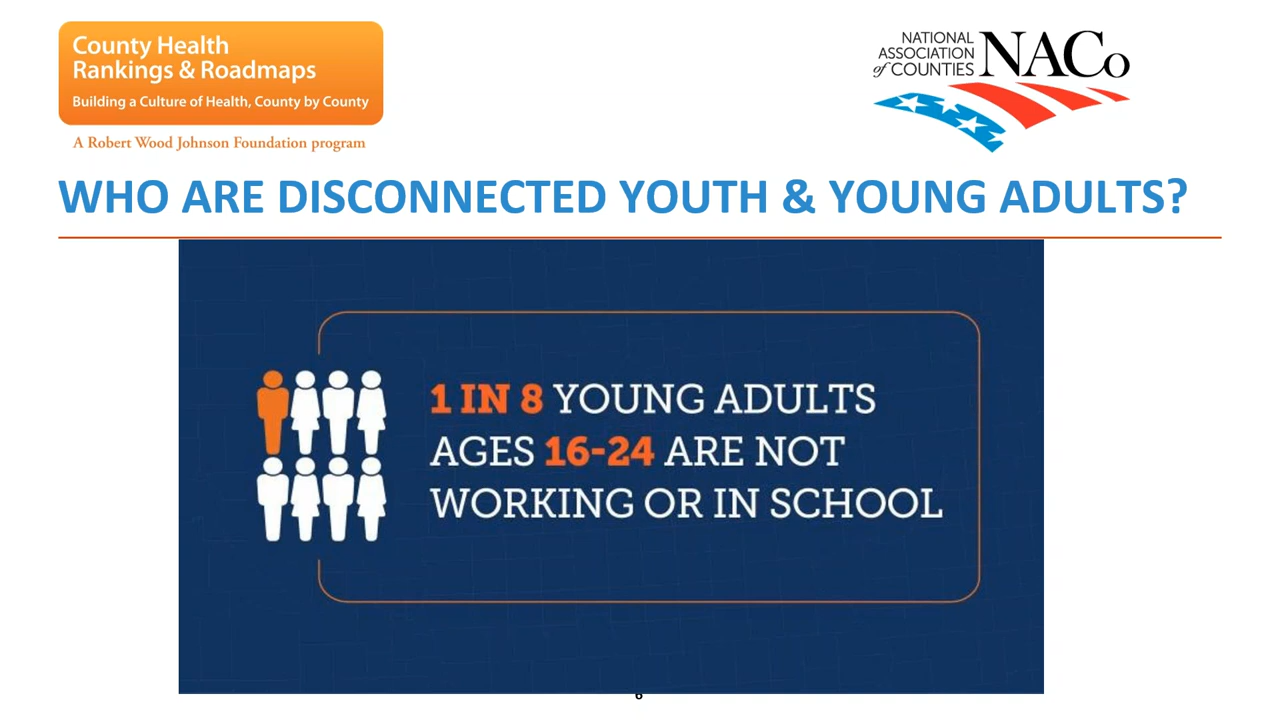 County Health
Rankings & Roadmaps
Building a Culture of Health, County by County
A Robert Wood Johnson Foundation program
NATIONAL
ASSOCIATION
of COUNTIES
NACo
WHO ARE DISCONNECTED YOUTH & YOUNG ADULTS?
1 IN 8 YOUNG ADULTS
AGES 16-24 ARE NOT
WORKING OR IN SCHOOL
6